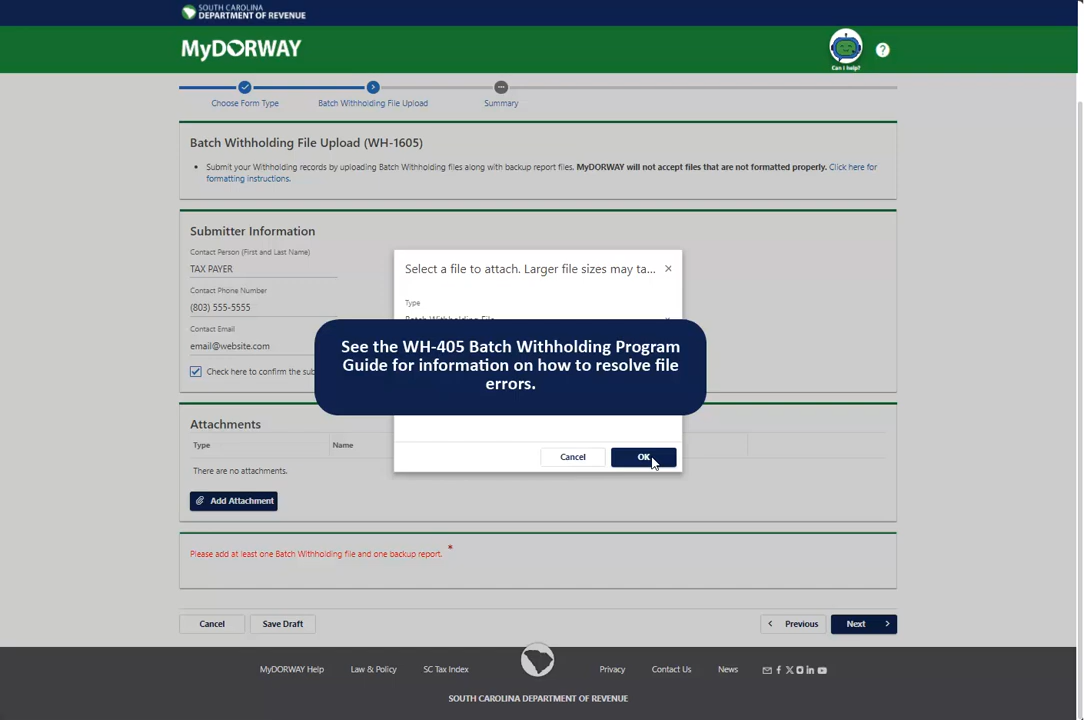 SOUTH CAROLINA
DEPARTMENT OF REVENUE
MyDORWAY
Can I help?
?
Choose Form Type
Batch Withholding File Upload
Summary
Batch Withholding File Upload (WH-1605)
• Submit your Withholding records by uploading Batch Withholding files along with backup report files. MyDORWAY will not accept files that are not formatted properly. Click here for
formatting instructions.
Submitter Information
Contact Person (First and Last Name)
TAX PAYER
Contact Phone Number
(803) 555-5555
Contact Email
email@website.com
Check here to confirm the sub
Select a file to attach. Larger file sizes may ta...
Type
Batch Withholding File
See the WH-405 Batch Withholding Program
Guide for information on how to resolve file
errors.
Cancel
OK
Attachments
Type
Name
There are no attachments.
Add Attachment
Please add at least one Batch Withholding file and one backup report. *
Cancel
Save Draft
Previous
Next
MyDORWAY Help
Law & Policy
SC Tax Index
Privacy
Contact Us
News
SOUTH CAROLINA DEPARTMENT OF REVENUE